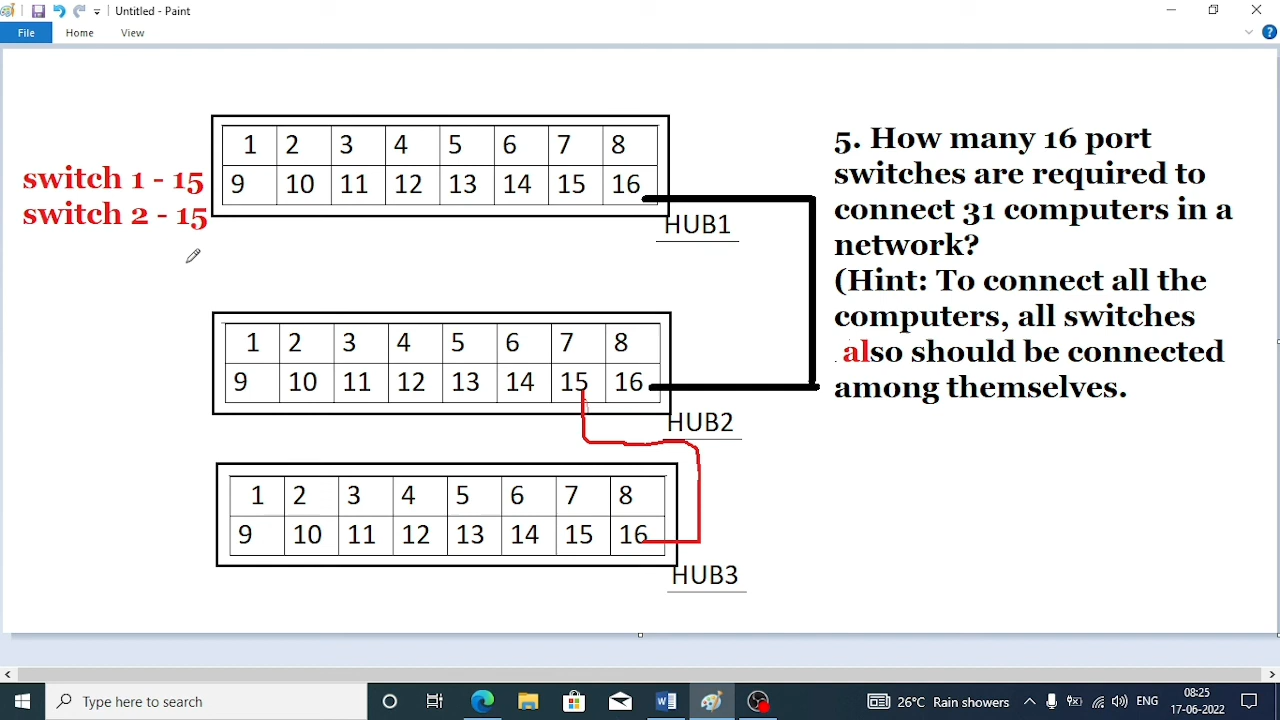 Untitled - Paint
File Home View
1 2 3 4 5 6 7 8
9 10 11 12 13 14 15 16
HUB1
switch 1 - 15
switch 2 - 15
1 2 3 4 5 6 7 8
9 10 11 12 13 14 15 16
HUB2
1 2 3 4 5 6 7 8
9 10 11 12 13 14 15 16
HUB3
5. How many 16 port
switches are required to
connect 31 computers in a
network?
(Hint: To connect all the
computers, all switches
also should be connected
among themselves.
Type here to search
26°C Rain showers
ENG
08:25
17-06-2022